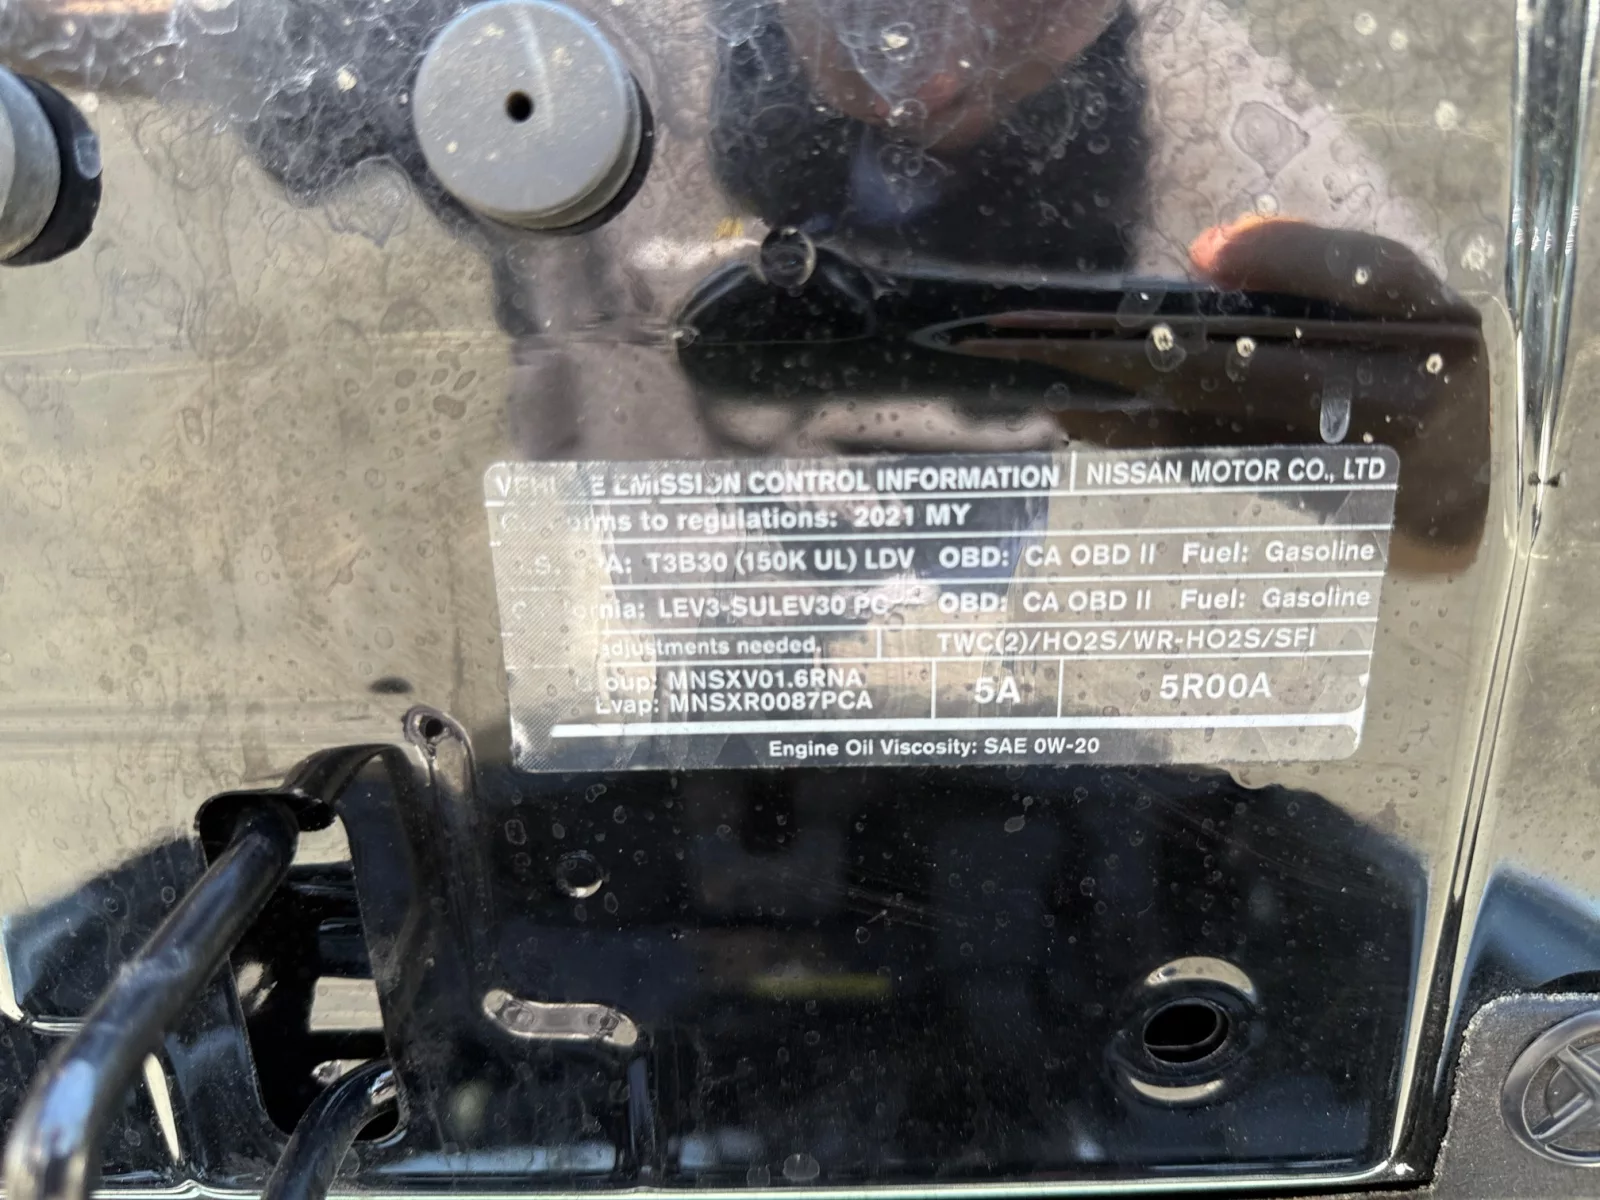 EMISSION CONTROL INFORMATION NISSAN MOTOR CO., LTD
to regulations: 2021 MY
T3B30 (150K UL) LDV OBD: CA OBD II Fuel: Gasoline
LEV3-SULEV30 PC OBD: CA OBD II Fuel: Gasoline
adjustments needed. TWC(2)/HO2S/WR-HO2S/SFI
MNSXV01.6RNA 5A 5R00A
Evap: MNSXR0087PCA
Engine Oil Viscosity: SAE 0W-20